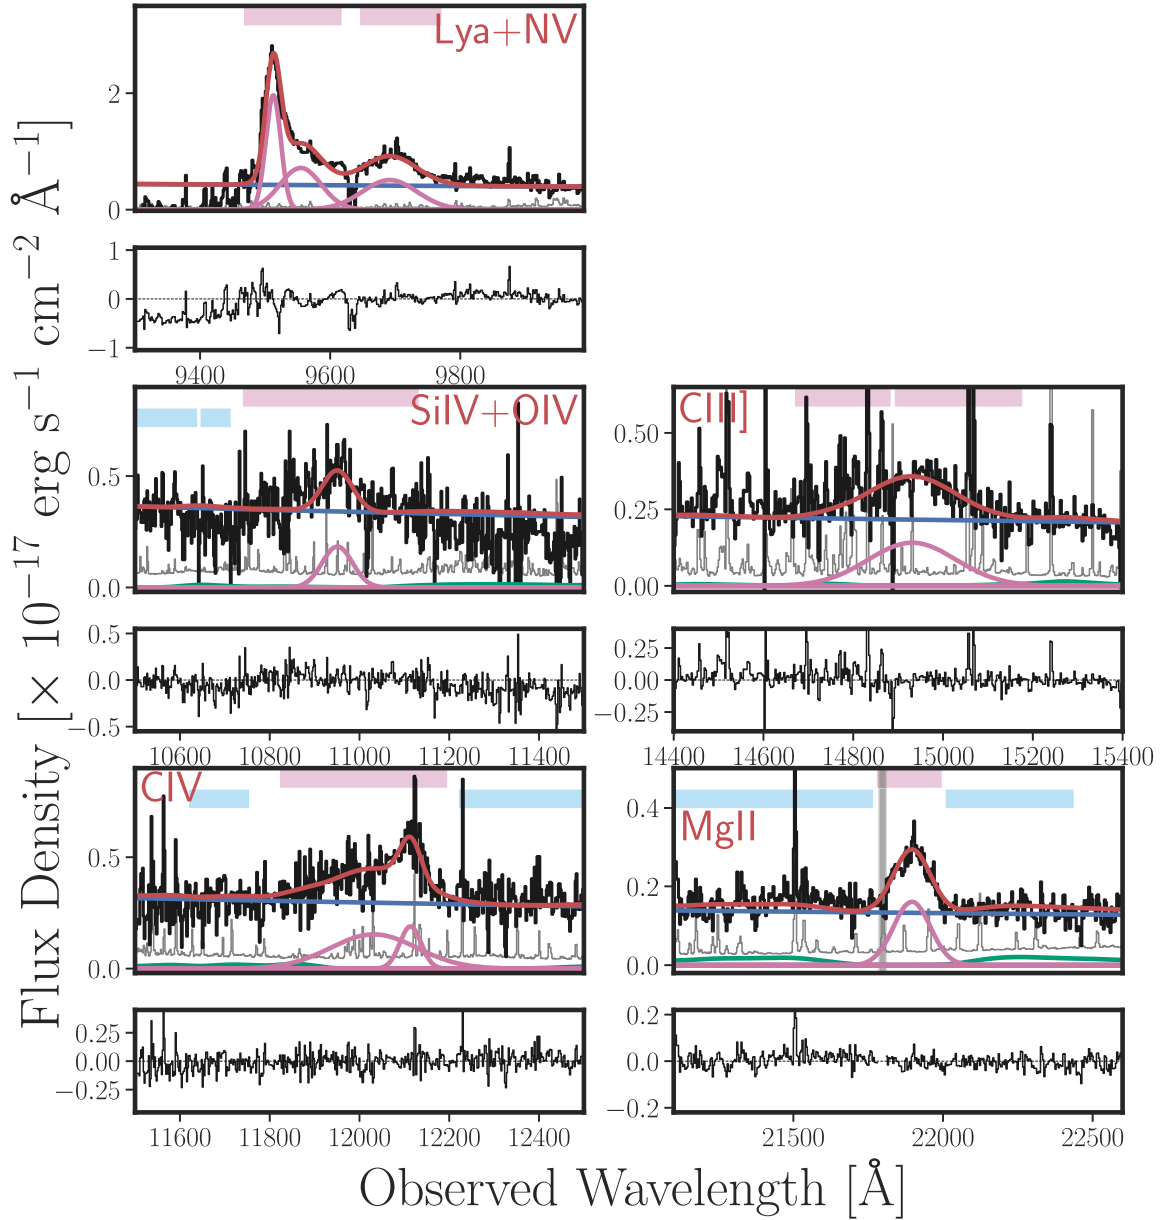 Flux Density [× 10⁻¹⁷ erg s⁻¹ cm⁻² Å⁻¹]
Lya+NV
2
0
1
0
−1
9400 9600 9800
SiIV+OIV
0.5
0.0
0.5
0.0
−0.5
10600 10800 11000 11200 11400
CIII]
0.50
0.25
0.00
0.25
0.00
−0.25
14400 14600 14800 15000 15200 15400
CIV
0.5
0.0
0.25
0.00
−0.25
11600 11800 12000 12200 12400
MgII
0.4
0.2
0.0
0.2
0.0
−0.2
21500 22000 22500
Observed Wavelength [Å]